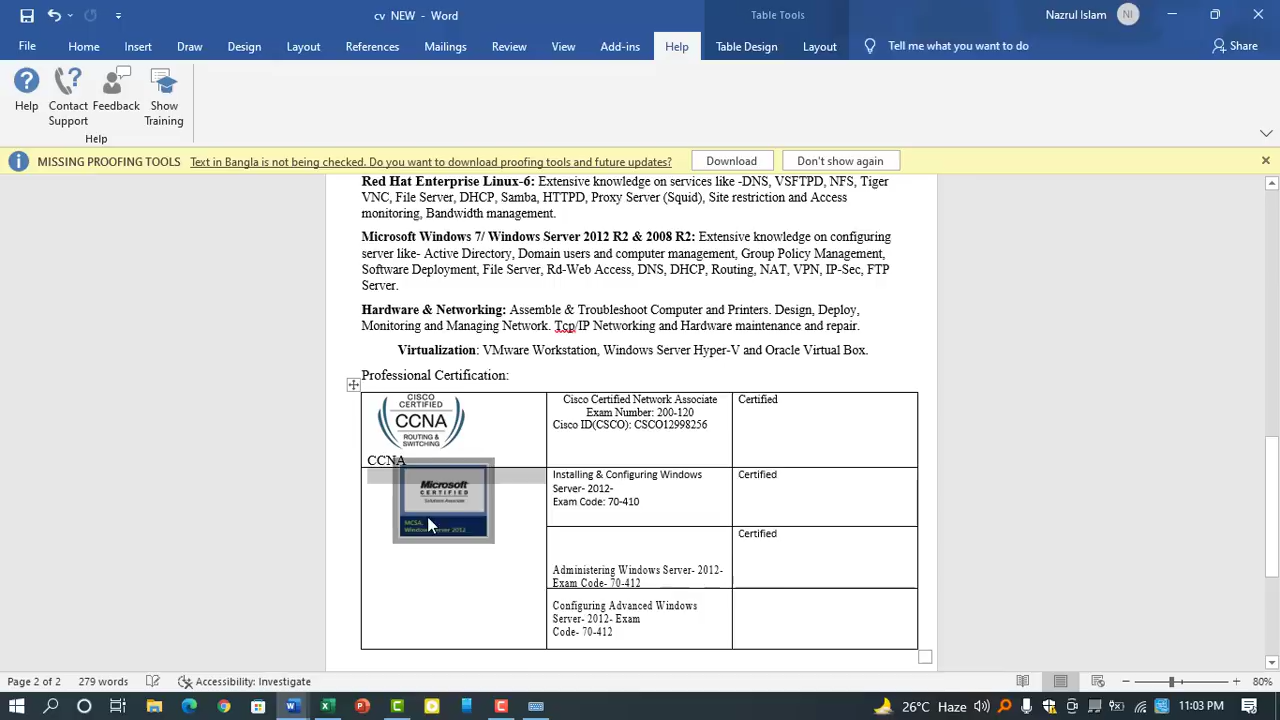 cv NEW - Word
Table Tools
Nazrul Islam
NI
File
Home
Insert
Draw
Design
Layout
References
Mailings
Review
View
Add-ins
Help
Table Design
Layout
Tell me what you want to do
Share
Help
Contact
Support
Feedback
Show
Training
Help
MISSING PROOFING TOOLS
Text in Bangla is not being checked. Do you want to download proofing tools and future updates?
Download
Don't show again
Red Hat Enterprise Linux-6: Extensive knowledge on services like -DNS, VSFTPD, NFS, Tiger
VNC, File Server, DHCP, Samba, HTTPD, Proxy Server (Squid), Site restriction and Access
monitoring, Bandwidth management.
Microsoft Windows 7/ Windows Server 2012 R2 & 2008 R2: Extensive knowledge on configuring
server like- Active Directory, Domain users and computer management, Group Policy Management,
Software Deployment, File Server, Rd-Web Access, DNS, DHCP, Routing, NAT, VPN, IP-Sec, FTP
Server.
Hardware & Networking: Assemble & Troubleshoot Computer and Printers. Design, Deploy,
Monitoring and Managing Network. Tcp/IP Networking and Hardware maintenance and repair.
Virtualization: VMware Workstation, Windows Server Hyper-V and Oracle Virtual Box.
Professional Certification:
CISCO
CERTIFIED
CCNA
ROUTING &
SWITCHING
CCNA
Cisco Certified Network Associate
Exam Number: 200-120
Cisco ID(CSCO): CSCO12998256
Certified
Microsoft
CERTIFIED
Solutions Associate
MCSA,
Windows Server 2012
Installing & Configuring Windows
Server- 2012-
Exam Code: 70-410
Certified
Administering Windows Server- 2012-
Exam Code- 70-412
Certified
Configuring Advanced Windows
Server- 2012- Exam
Code- 70-412
Page 2 of 2
279 words
Accessibility: Investigate
80%
26°C Haze
11:03 PM